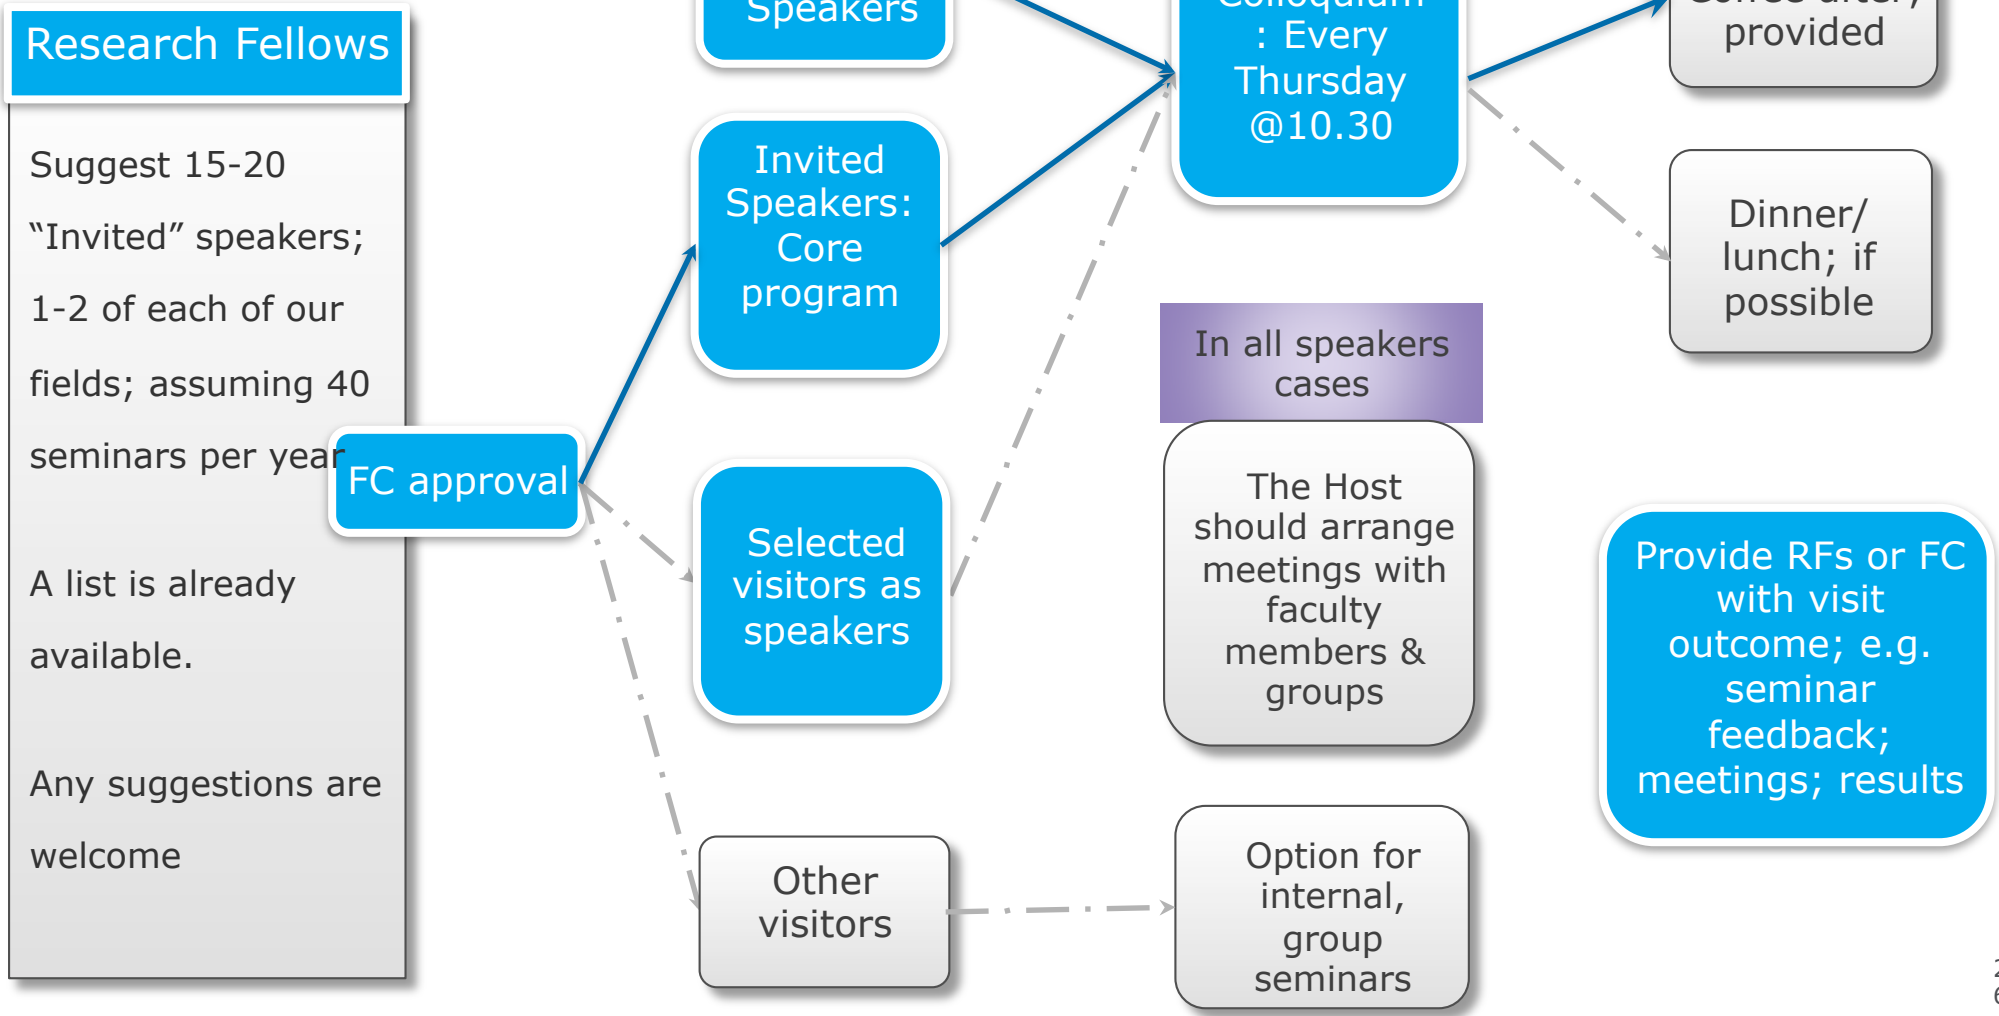 Research Fellows
Suggest 15-20
“Invited” speakers;
1-2 of each of our
fields; assuming 40
seminars per year
A list is already
available.
Any suggestions are
welcome
FC approval
Speakers
Invited
Speakers:
Core
program
Selected
visitors as
speakers
Other
visitors
Colloquium
: Every
Thursday
@10.30
In all speakers
cases
The Host
should arrange
meetings with
faculty
members &
groups
Option for
internal,
group
seminars
Coffee after;
provided
Dinner/
lunch; if
possible
Provide RFs or FC
with visit
outcome; e.g.
seminar
feedback;
meetings; results